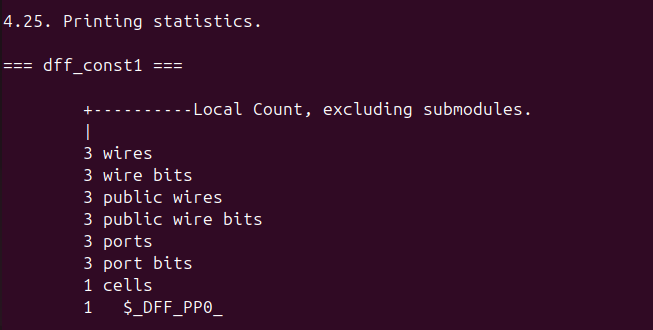 4.25. Printing statistics.
=== dff_const1 ===
+----------Local Count, excluding submodules.
|
3 wires
3 wire bits
3 public wires
3 public wire bits
3 ports
3 port bits
1 cells
1   $_DFF_PP0_